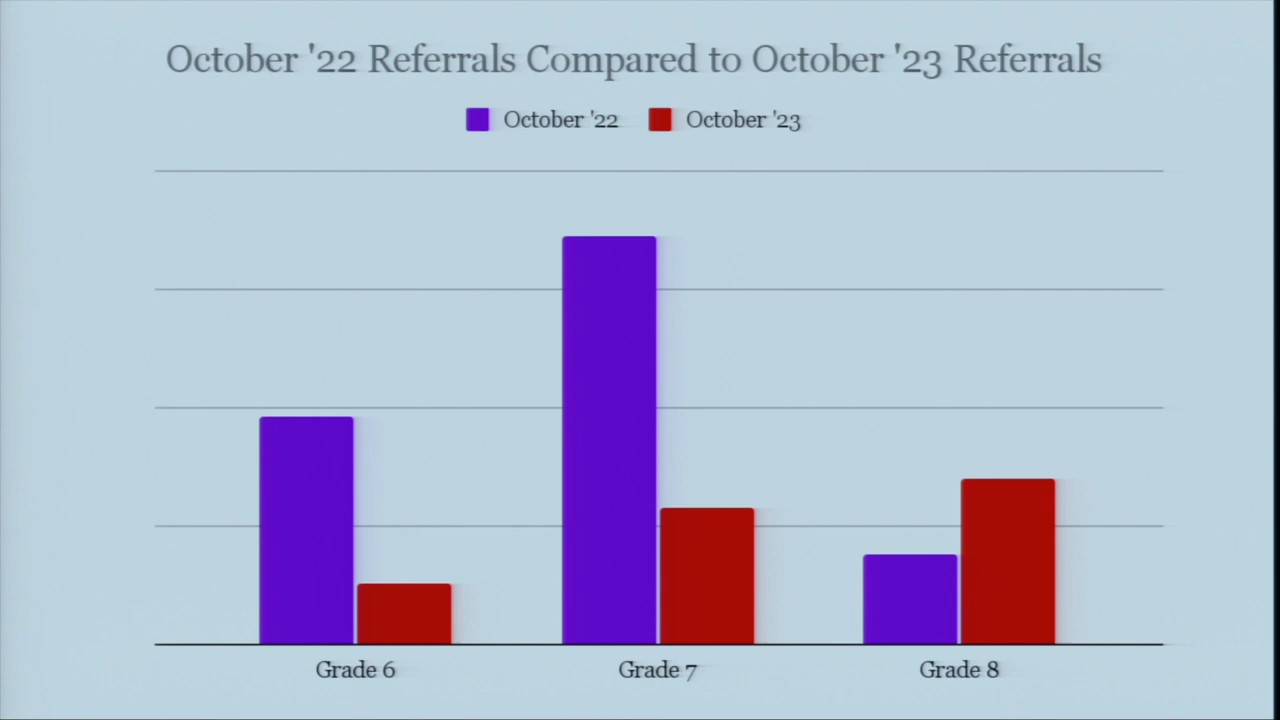 October '22 Referrals Compared to October '23 Referrals
October '22 October '23
Grade 6 Grade 7 Grade 8